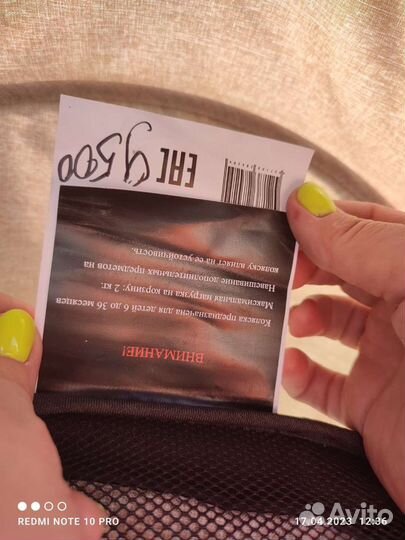 ВНИМАНИЕ!
Коляска предназначена для детей 6 до 36 месяцев
Максимальная нагрузка на корзину: 2 кг.
Навешивание дополнительных предметов на
коляску влияет на ее устойчивость.
EAC
REDMI NOTE 10 PRO
17.04.2023 12:36
Avito